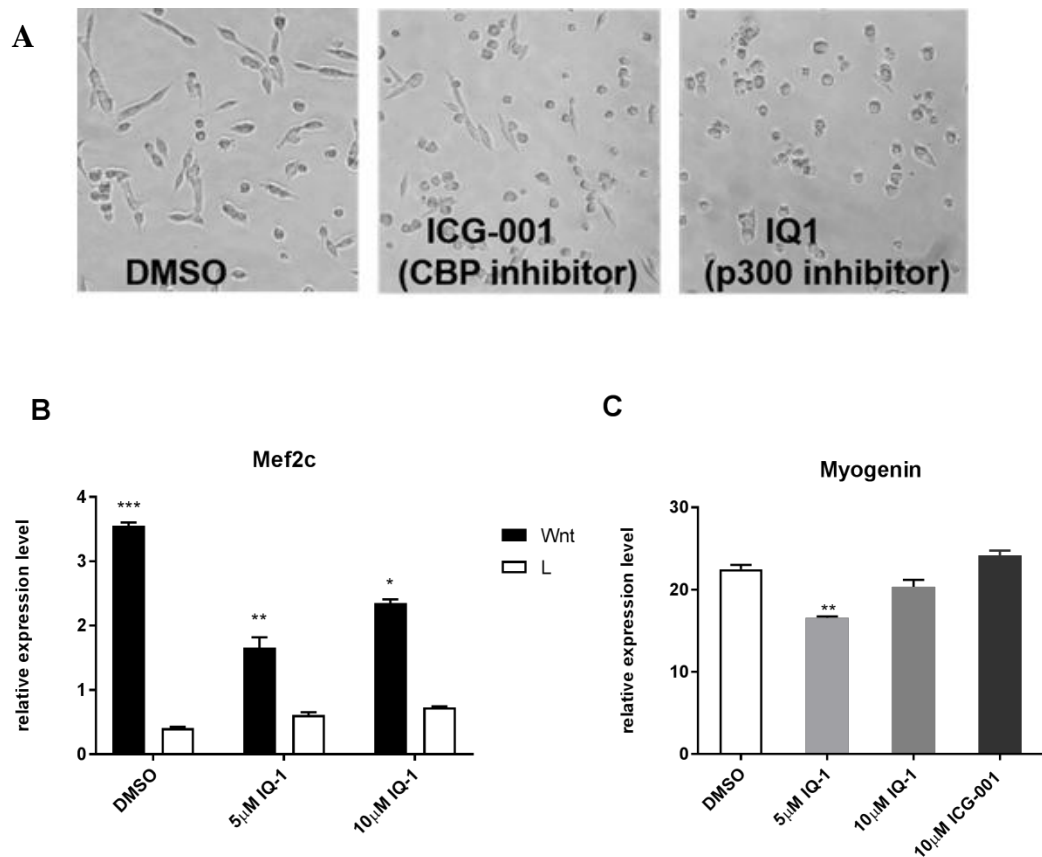 A
DMSO
ICG-001
(CBP inhibitor)
IQ1
(p300 inhibitor)
B
Mef2c
relative expression level
4
3
2
1
0
***
**
*
DMSO
5μM IQ-1
10μM IQ-1
Wnt
L
C
Myogenin
relative expression level
30
20
10
0
**
DMSO
5μM IQ-1
10μM IQ-1
10μM ICG-001